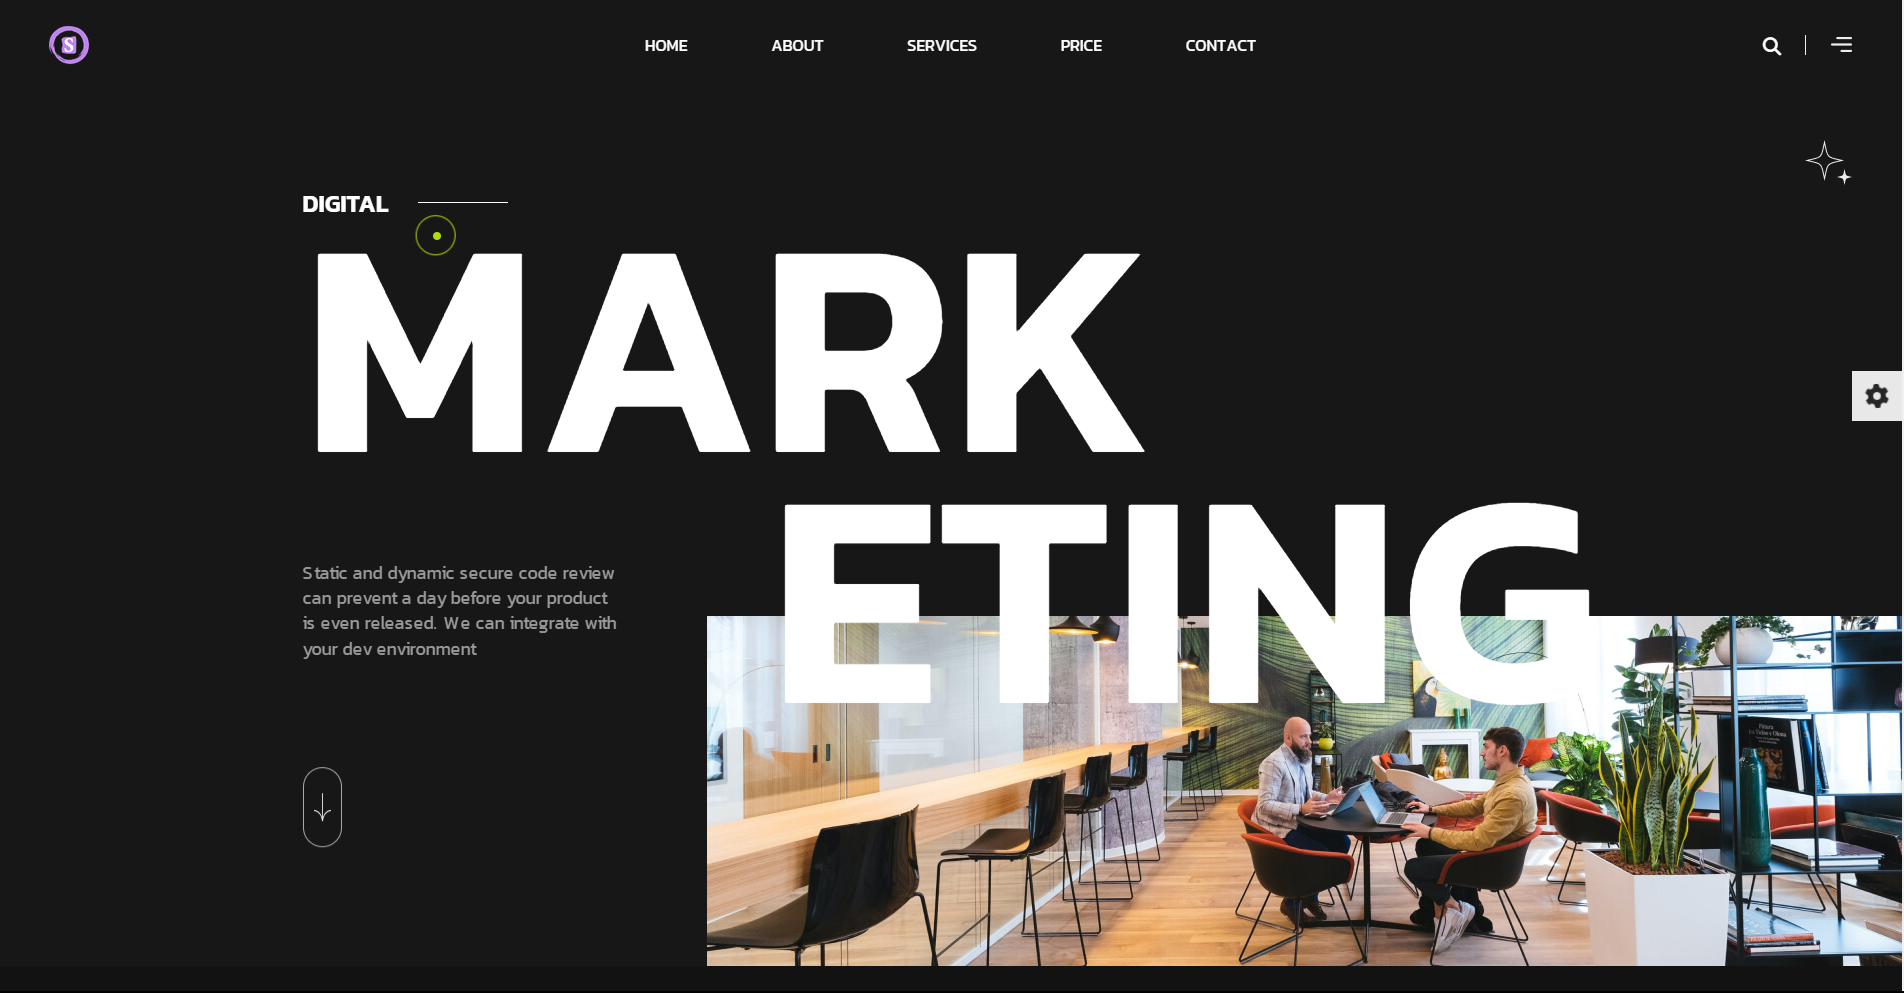 S
HOME ABOUT SERVICES PRICE CONTACT
DIGITAL
MARK
ETING
Static and dynamic secure code review
can prevent a day before your product
is even released. We can integrate with
your dev environment